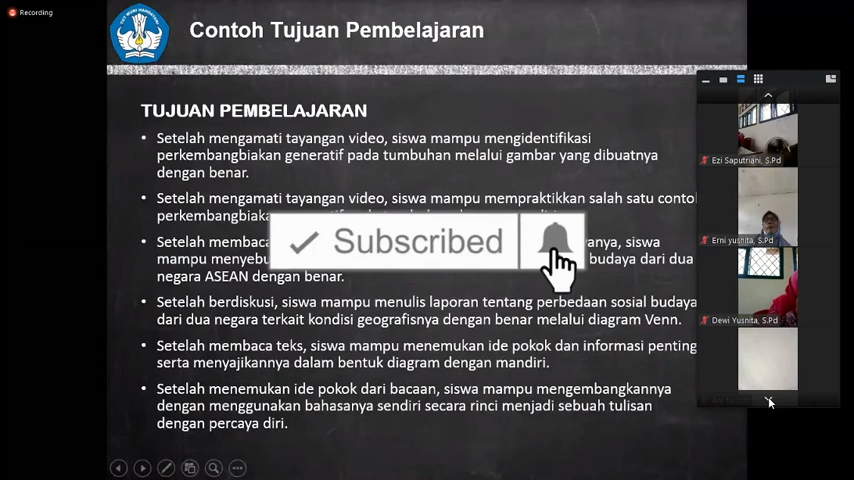 Recording
Contoh Tujuan Pembelajaran
TUJUAN PEMBELAJARAN
• Setelah mengamati tayangan video, siswa mampu mengidentifikasi
perkembangbiakan generatif pada tumbuhan melalui gambar yang dibuatnya
dengan benar.
• Setelah mengamati tayangan video, siswa mampu mempraktikkan salah satu conto
perkembangbiaka
• Setelah membaca
anya, siswa
mampu menyebu
budaya dari dua
negara ASEAN dengan benar.
Subscribed
• Setelah berdiskusi, siswa mampu menulis laporan tentang perbedaan sosial budaya
dari dua negara terkait kondisi geografisnya dengan benar melalui diagram Venn.
• Setelah membaca teks, siswa mampu menemukan ide pokok dan informasi penting
serta menyajikannya dalam bentuk diagram dengan mandiri.
• Setelah menemukan ide pokok dari bacaan, siswa mampu mengembangkannya
dengan menggunakan bahasanya sendiri secara rinci menjadi sebuah tulisan
dengan percaya diri.
Ezi Saputriani, S.Pd
Erni yusnita, S.Pd
Dewi Yusnita, S.Pd